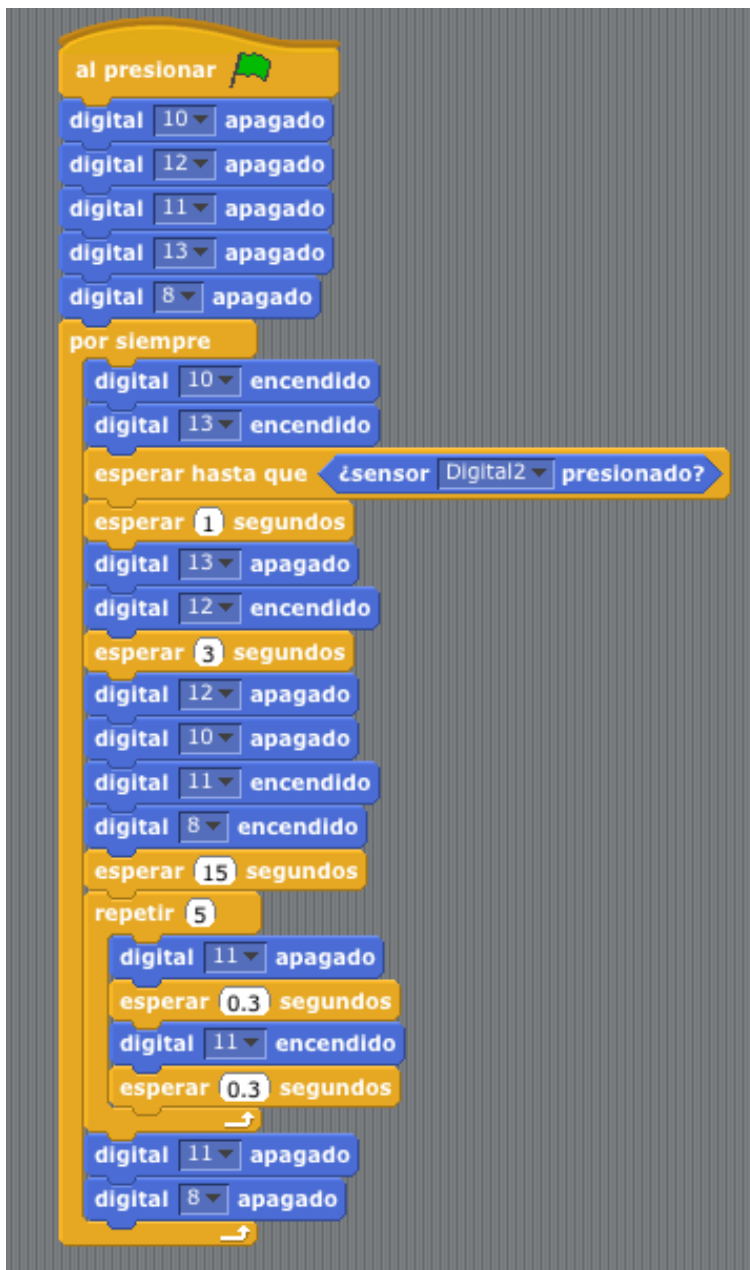 al presionar
digital 10 apagado
digital 12 apagado
digital 11 apagado
digital 13 apagado
digital 8 apagado
por siempre
digital 10 encendido
digital 13 encendido
esperar hasta que ¿sensor Digital2 presionado?
esperar 1 segundos
digital 13 apagado
digital 12 encendido
esperar 3 segundos
digital 12 apagado
digital 10 apagado
digital 11 encendido
digital 8 encendido
esperar 15 segundos
repetir 5
digital 11 apagado
esperar 0.3 segundos
digital 11 encendido
esperar 0.3 segundos
digital 11 apagado
digital 8 apagado